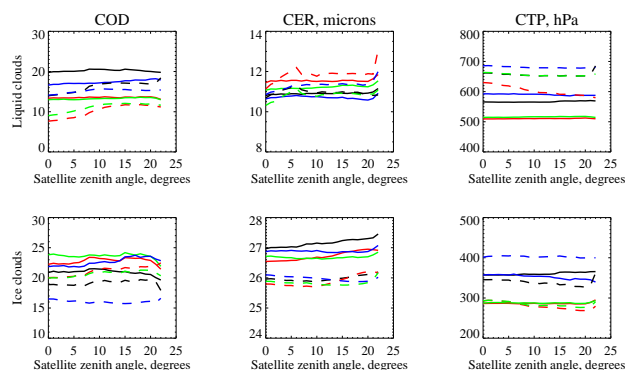 COD
CER, microns
CTP, hPa
Liquid clouds
30
20
10
0
0 5 10 15 20 25
Satellite zenith angle, degrees
14
12
10
8
0 5 10 15 20 25
Satellite zenith angle, degrees
800
700
600
500
400
0 5 10 15 20 25
Satellite zenith angle, degrees
Ice clouds
30
25
20
15
10
0 5 10 15 20 25
Satellite zenith angle, degrees
28
27
26
25
24
0 5 10 15 20 25
Satellite zenith angle, degrees
500
400
300
200
0 5 10 15 20 25
Satellite zenith angle, degrees